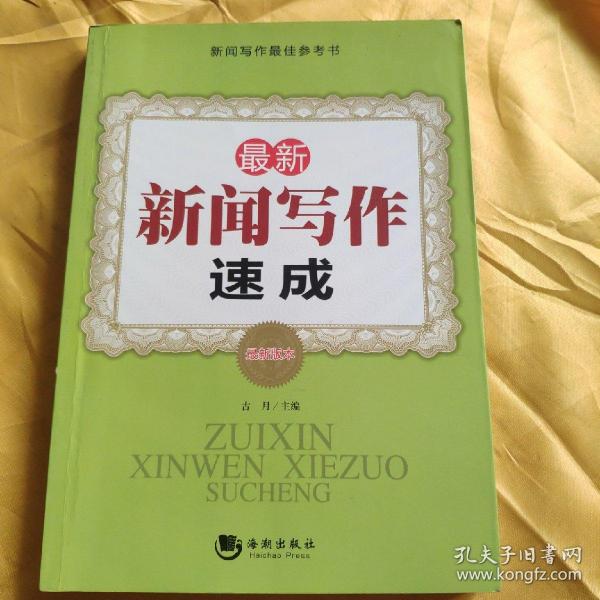 新闻写作最佳参考书
最新
新闻写作
速成
最新版本
古 月/主编
ZUIXIN
XINWEN XIEZUO
SUCHENG
海潮出版社
Haichao Press
孔夫子旧书网
www.kongfz.com